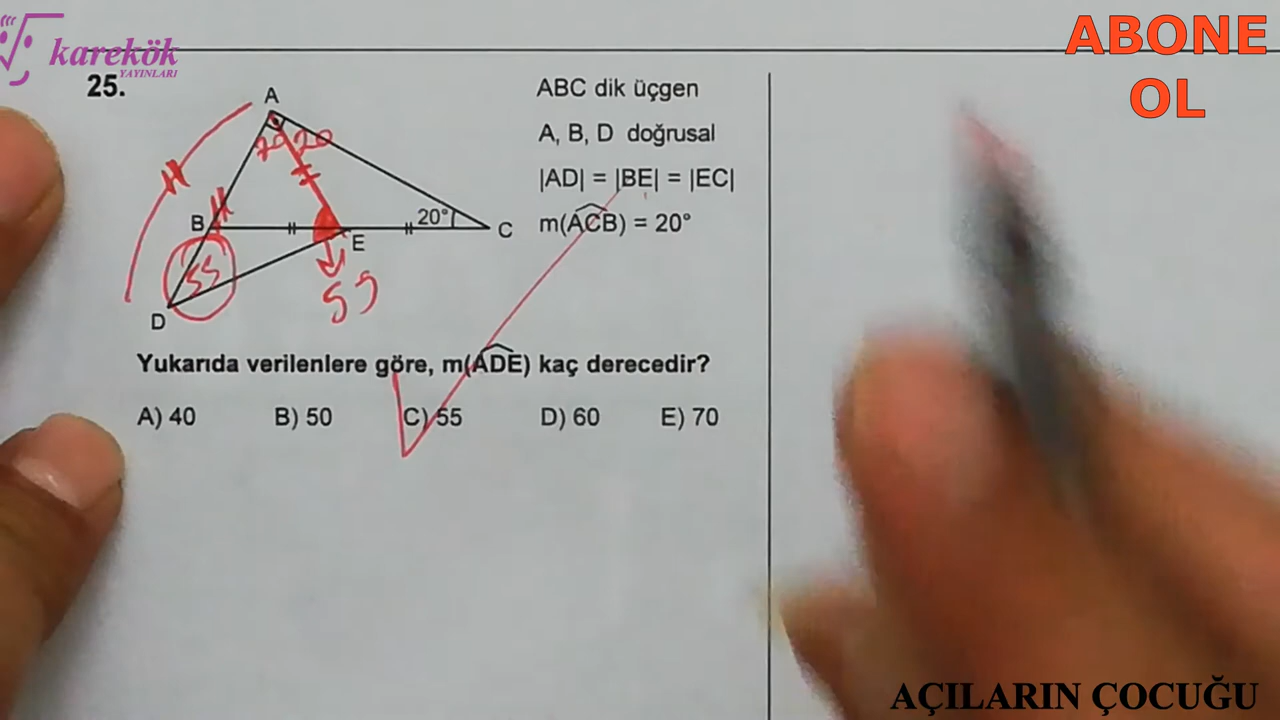 karekök
YAYINLARI
ABONE
OL
25.
ABC dik üçgen
A, B, D doğrusal
|AD| = |BE| = |EC|
m(ACB) = 20°
A
70 20
B
20°
C
E
55
55
D
Yukarıda verilenlere göre, m(ADE) kaç derecedir?
A) 40 B) 50 C) 55 D) 60 E) 70
AÇILARIN ÇOCUĞU